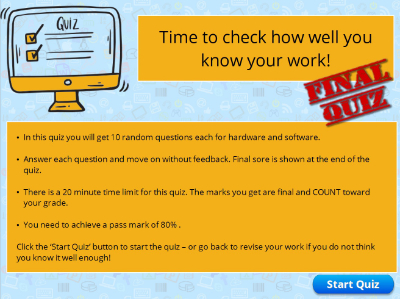 QUIZ
Time to check how well you
know your work!
FINAL
QUIZ
• In this quiz you will get 10 random questions each for hardware and software.
• Answer each question and move on without feedback. Final sore is shown at the end of the
quiz.
• There is a 20 minute time limit for this quiz. The marks you get are final and COUNT toward
your grade.
• You need to achieve a pass mark of 80% .
Click the ‘Start Quiz’ button to start the quiz – or go back to revise your work if you do not think
you know it well enough!
Start Quiz